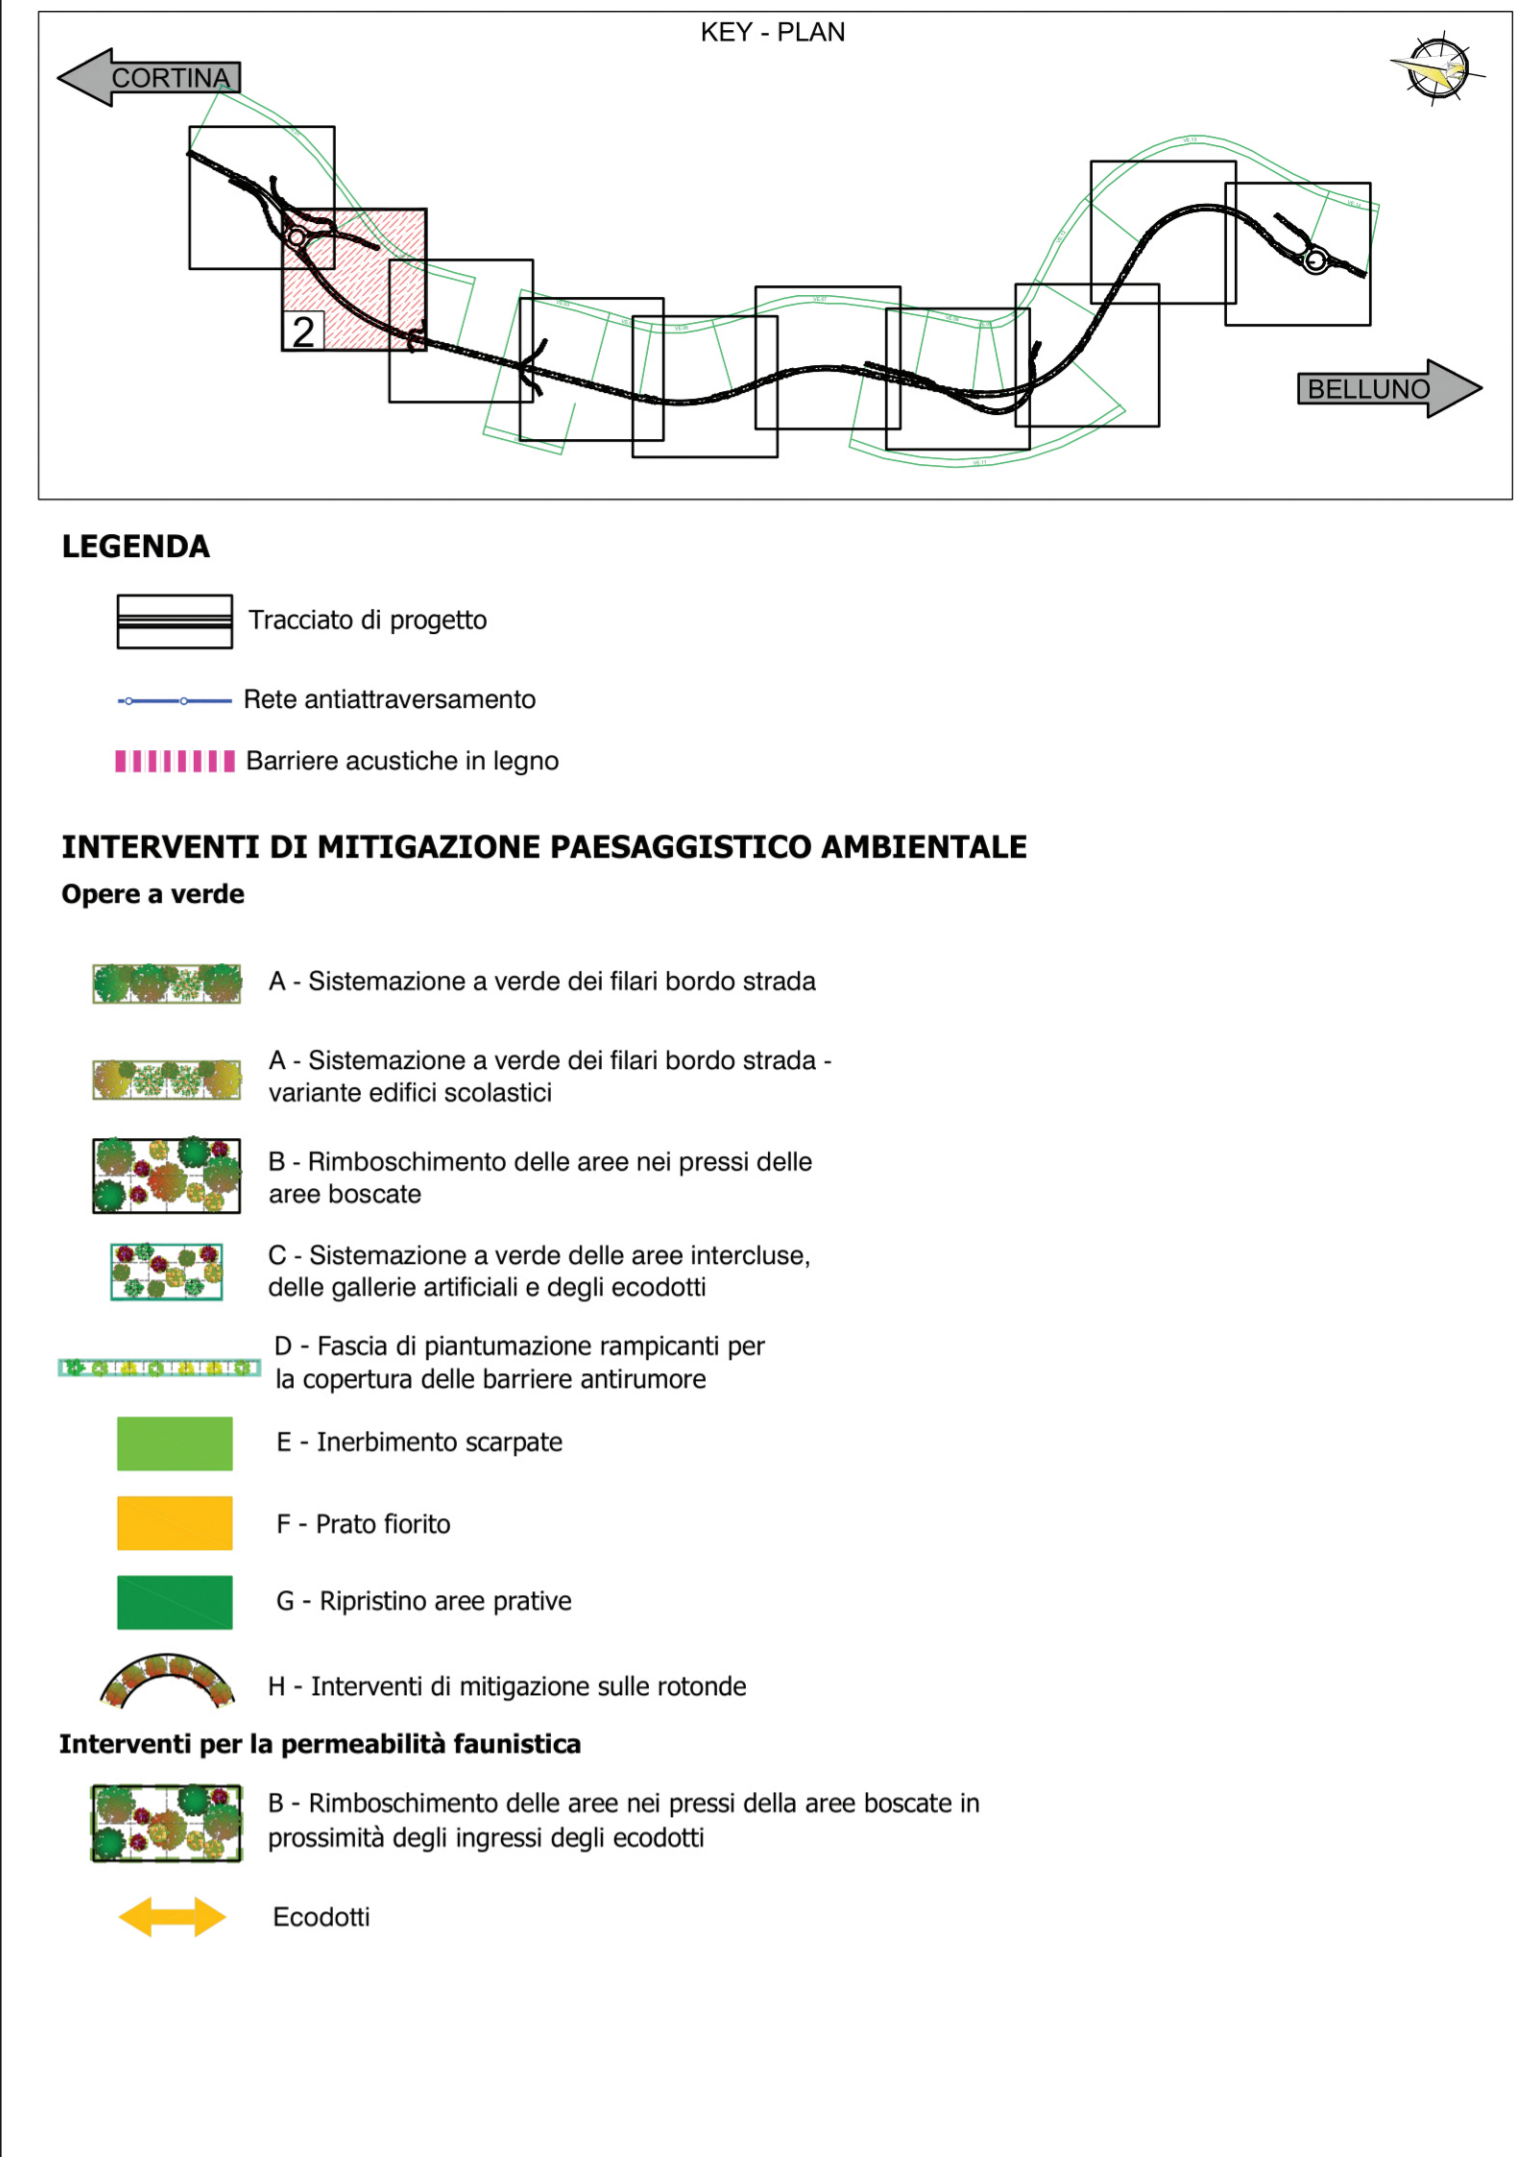 KEY - PLAN
CORTINA
2
BELLUNO
LEGENDA
Tracciato di progetto
Rete antiattraversamento
Barriere acustiche in legno
INTERVENTI DI MITIGAZIONE PAESAGGISTICO AMBIENTALE
Opere a verde
A - Sistemazione a verde dei filari bordo strada
A - Sistemazione a verde dei filari bordo strada -
variante edifici scolastici
B - Rimboschimento delle aree nei pressi delle
aree boscate
C - Sistemazione a verde delle aree intercluse,
delle gallerie artificiali e degli ecodotti
D - Fascia di piantumazione rampicanti per
la copertura delle barriere antirumore
E - Inerbimento scarpate
F - Prato fiorito
G - Ripristino aree prative
H - Interventi di mitigazione sulle rotonde
Interventi per la permeabilità faunistica
B - Rimboschimento delle aree nei pressi della aree boscate in
prossimità degli ingressi degli ecodotti
Ecodotti